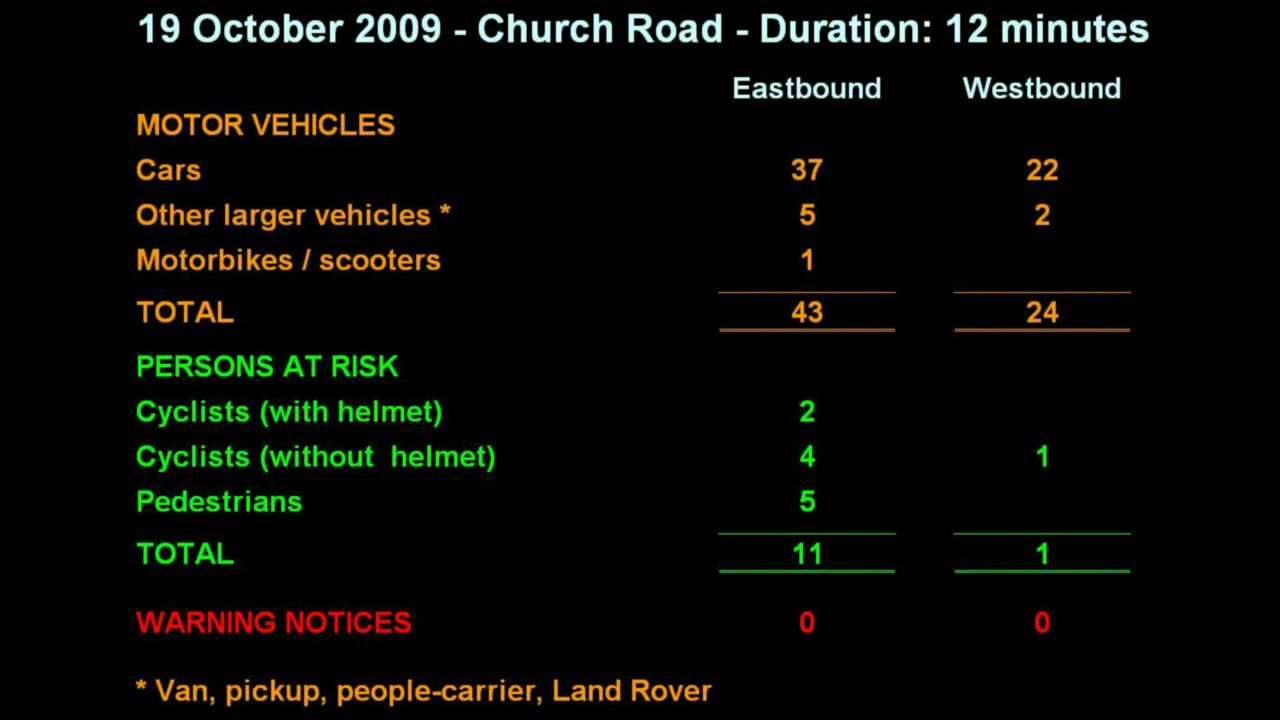 19 October 2009 - Church Road - Duration: 12 minutes
Eastbound Westbound
MOTOR VEHICLES
Cars 37 22
Other larger vehicles * 5 2
Motorbikes / scooters 1
TOTAL 43 24
PERSONS AT RISK
Cyclists (with helmet) 2
Cyclists (without  helmet) 4 1
Pedestrians 5
TOTAL 11 1
WARNING NOTICES 0 0
* Van, pickup, people-carrier, Land Rover